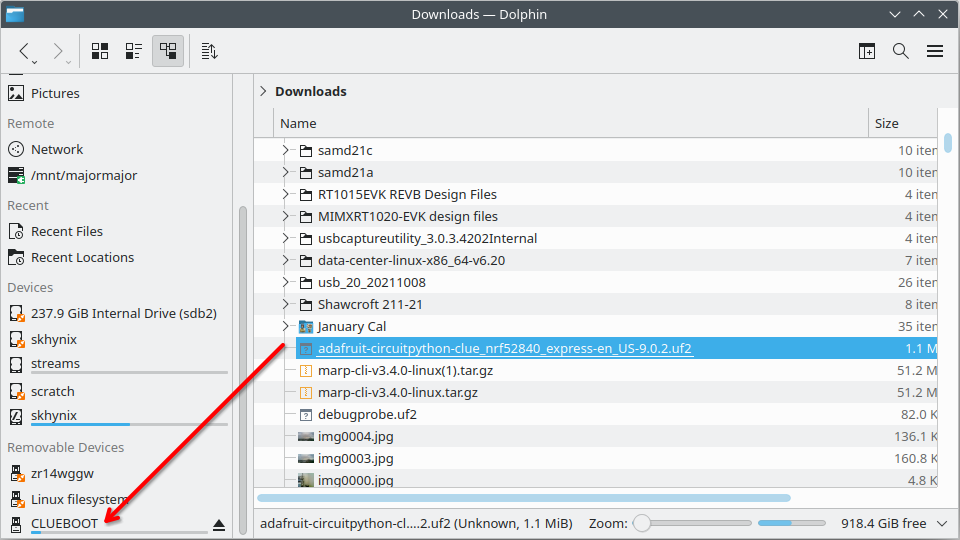 Downloads — Dolphin
Pictures
Remote
Network
/mnt/majormajor
Recent
Recent Files
Recent Locations
Devices
237.9 GiB Internal Drive (sdb2)
skhynix
streams
scratch
skhynix
Removable Devices
zr14wggw
Linux filesystem
CLUEBOOT
Downloads
Name Size
samd21c 10 iten
samd21a 10 iten
RT1015EVK REVB Design Files 4 iten
MIMXRT1020-EVK design files 4 iten
usbcaptureutility_3.0.3.4202Internal 4 iten
data-center-linux-x86_64-v6.20 7 iten
usb_20_20211008 26 iten
Shawcroft 211-21 8 iten
January Cal 35 iten
adafruit-circuitpython-clue_nrf52840_express-en_US-9.0.2.uf2 1.1 M
marp-cli-v3.4.0-linux(1).tar.gz 51.2 M
marp-cli-v3.4.0-linux.tar.gz 51.2 M
debugprobe.uf2 82.0 K
img0004.jpg 136.1 K
img0003.jpg 160.8 K
img0000.jpg 4.8 K
adafruit-circuitpython-cl....2.uf2 (Unknown, 1.1 MiB) Zoom: 918.4 GiB free